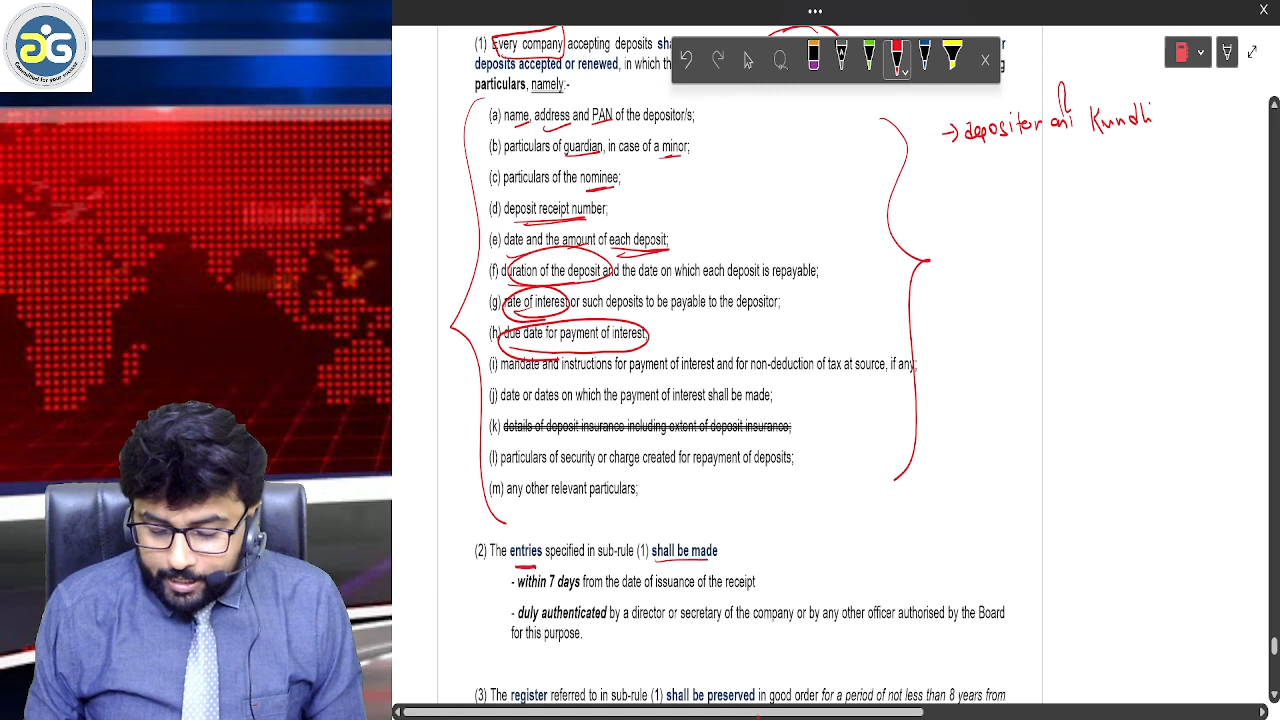 (1) Every company accepting deposits sha
r
deposits accepted or renewed, in which th
g
particulars, namely:-
(a) name, address and PAN of the depositor/s;
→ depositer ani Kundli
(b) particulars of guardian, in case of a minor;
(c) particulars of the nominee;
(d) deposit receipt number;
(e) date and the amount of each deposit;
(f) duration of the deposit and the date on which each deposit is repayable;
(g) rate of interest or such deposits to be payable to the depositor;
(h) due date for payment of interest;
(i) mandate and instructions for payment of interest and for non-deduction of tax at source, if any;
(j) date or dates on which the payment of interest shall be made;
(k) details of deposit insurance including extent of deposit insurance;
(l) particulars of security or charge created for repayment of deposits;
(m) any other relevant particulars;
(2) The entries specified in sub-rule (1) shall be made
- within 7 days from the date of issuance of the receipt
- duly authenticated by a director or secretary of the company or by any other officer authorised by the Board
for this purpose.
(3) The register referred to in sub-rule (1) shall be preserved in good order for a period of not less than 8 years from